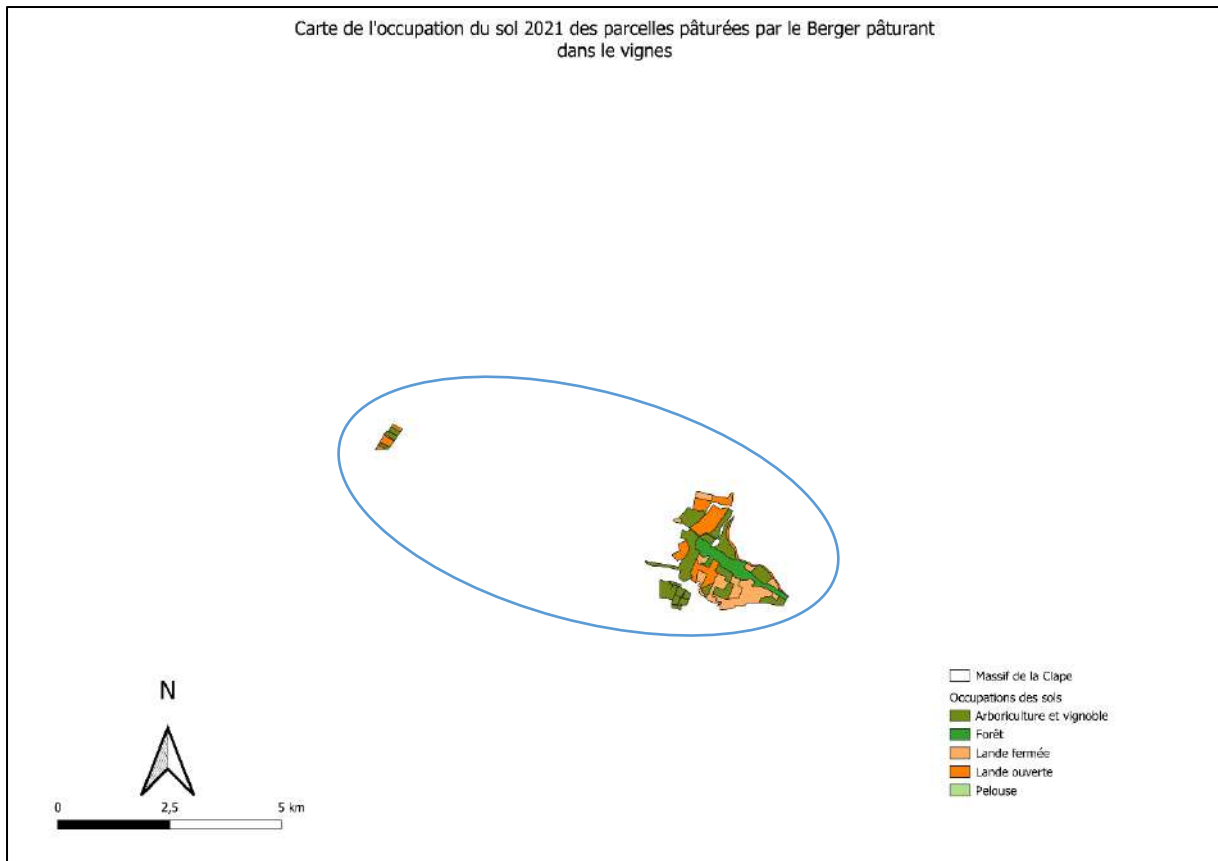 Carte de l'occupation du sol 2021 des parcelles pâturées par le Berger pâturant
dans le vignes
N
0 2,5 5 km
Massif de la Clape
Occupations des sols
Arboriculture et vignoble
Forêt
Lande fermée
Lande ouverte
Pelouse